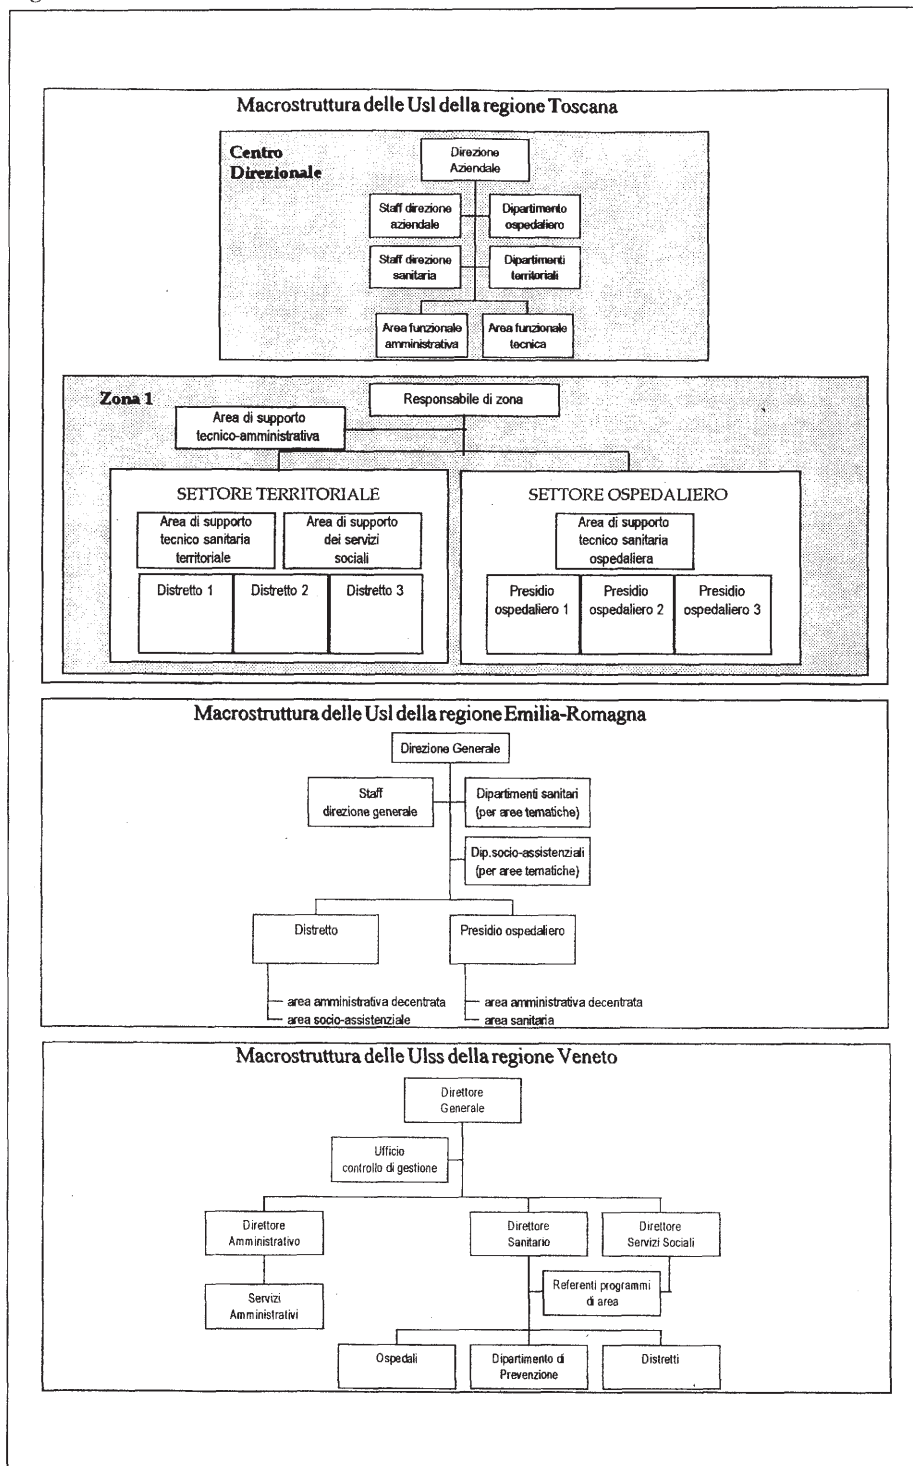 Macrostruttura delle Usl della regione Toscana
Centro
Direzionale
Direzione
Aziendale
Staff direzione
aziendale
Dipartimento
ospedaliero
Staff direzione
sanitaria
Dipartimenti
territoriali
Area funzionale
amministrativa
Area funzionale
tecnica
Zona 1
Responsabile di zona
Area di supporto
tecnico-amministrativa
SETTORE TERRITORIALE
Area di supporto
tecnico sanitaria
territoriale
Area di supporto
dei servizi
sociali
Distretto 1
Distretto 2
Distretto 3
SETTORE OSPEDALIERO
Area di supporto
tecnico sanitaria
ospedaliera
Presidio
ospedaliero 1
Presidio
ospedaliero 2
Presidio
ospedaliero 3
Macrostruttura delle Usl della regione Emilia-Romagna
Direzione Generale
Staff
direzione generale
Dipartimenti sanitari
(per aree tematiche)
Dip.socio-assistenziali
(per aree tematiche)
Distretto
Presidio ospedaliero
area amministrativa decentrata
area socio-assistenziale
area amministrativa decentrata
area sanitaria
Macrostruttura delle Ulss della regione Veneto
Direttore
Generale
Ufficio
controllo di gestione
Direttore
Amministrativo
Direttore
Sanitario
Direttore
Servizi Sociali
Servizi
Amministrativi
Referenti programmi
di area
Ospedali
Dipartimento di
Prevenzione
Distretti